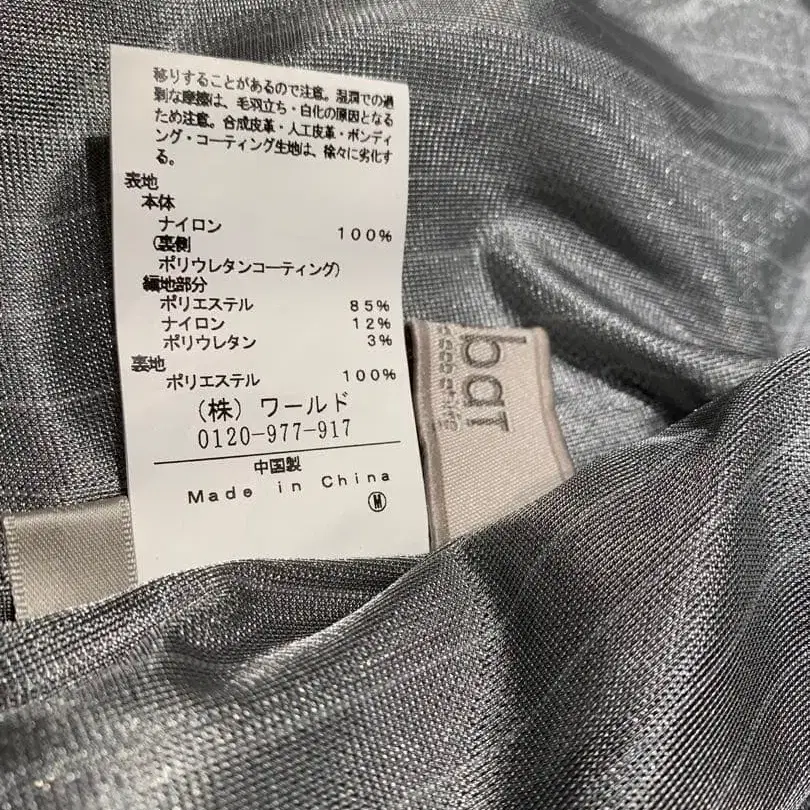 移りすることがあるので注意。湿潤での過
剰な摩擦は、毛羽立ち・白化の原因となる
ため注意。合成皮革・人工皮革・ボンディ
ング・コーティング生地は、徐々に劣化す
る。
表地
本体
ナイロン 100%
(裏側
ポリウレタンコーティング)
編地部分
ポリエステル 85%
ナイロン 12%
ポリウレタン 3%
裏地
ポリエステル 100%
(株) ワールド
0120-977-917
中国製
Made in China
M
bar